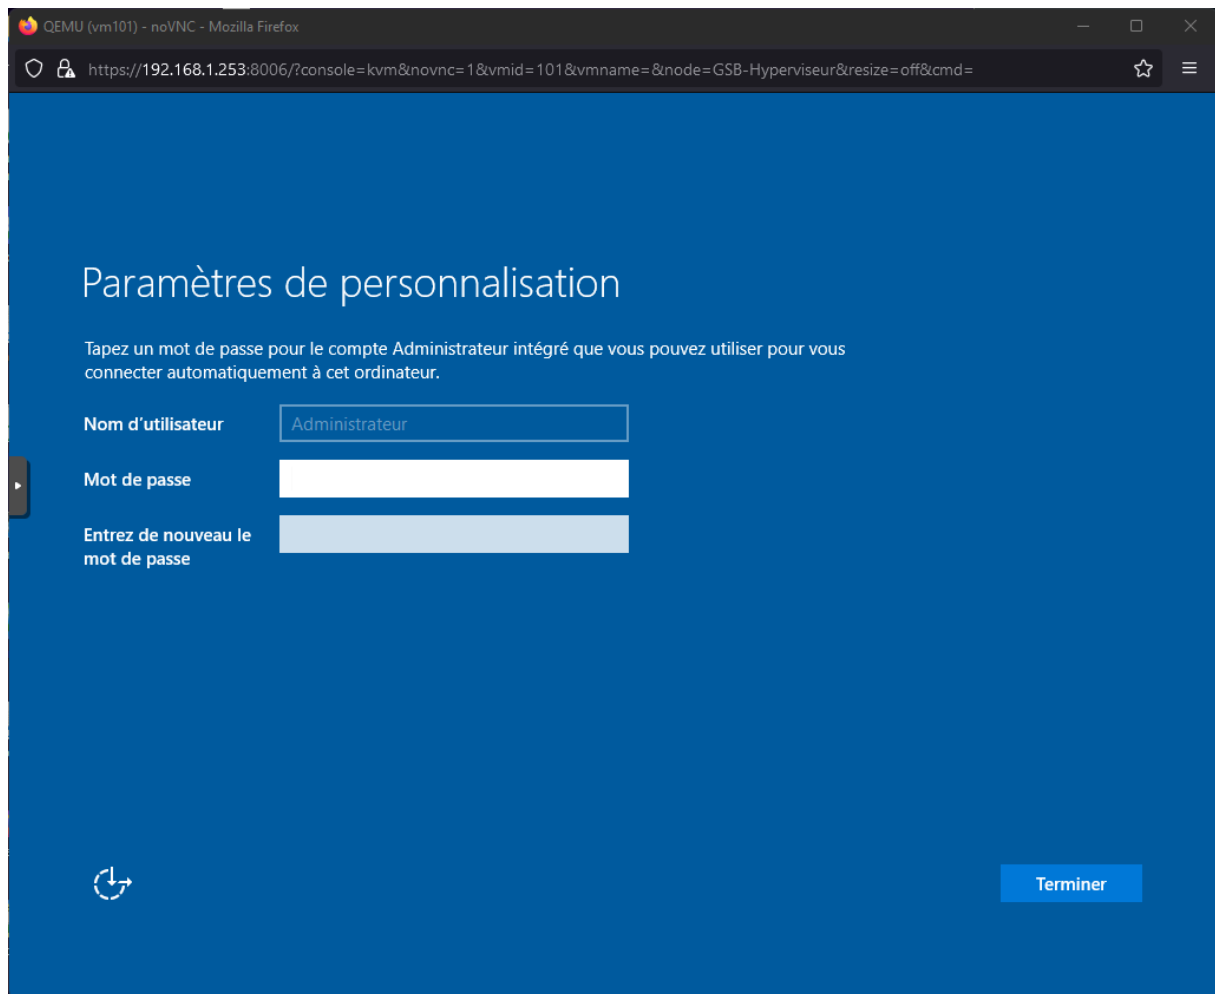 QEMU (vm101) - noVNC - Mozilla Firefox
https://192.168.1.253:8006/?console=kvm&novnc=1&vmid=101&vmname=&node=GSB-Hyperviseur&resize=off&cmd=
Paramètres de personnalisation
Tapez un mot de passe pour le compte Administrateur intégré que vous pouvez utiliser pour vous
connecter automatiquement à cet ordinateur.
Nom d'utilisateur
Administrateur
Mot de passe
Entrez de nouveau le
mot de passe
Terminer